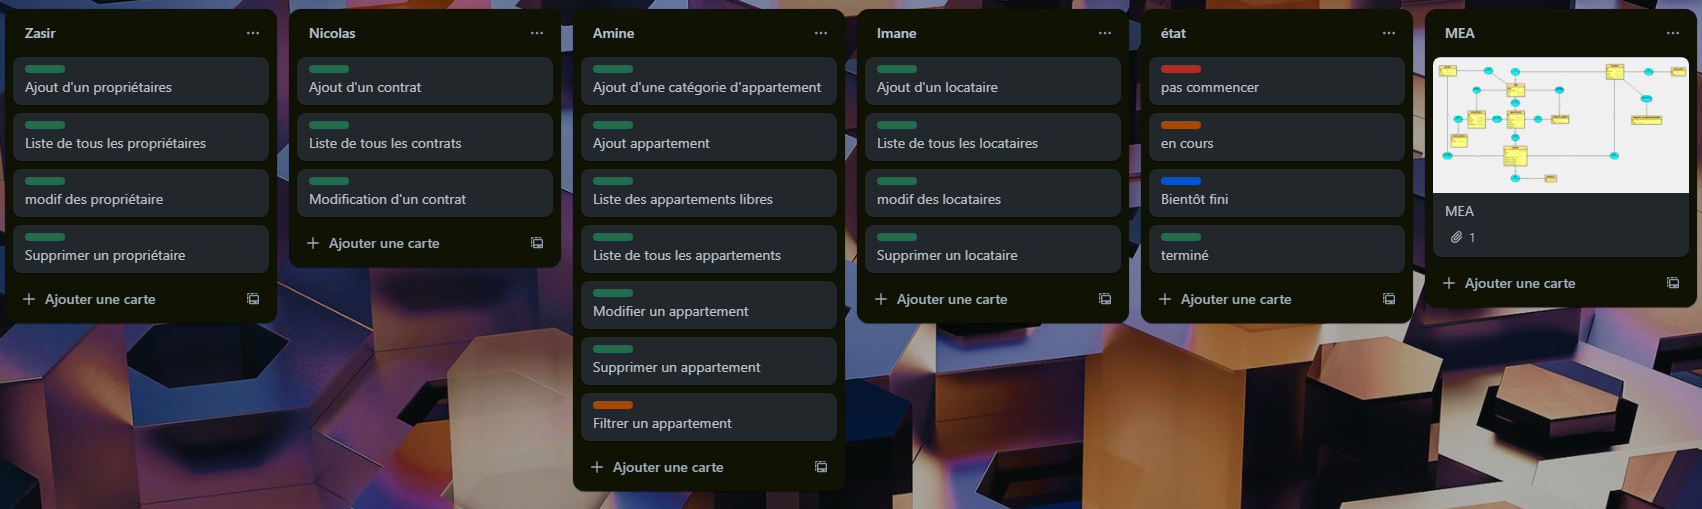 Zasir
Ajout d'un propriétaires
Liste de tous les propriétaires
modif des propriétaire
Supprimer un propriétaire
Ajouter une carte
Nicolas
Ajout d'un contrat
Liste de tous les contrats
Modification d'un contrat
Ajouter une carte
Amine
Ajout d'une catégorie d'appartement
Ajout appartement
Liste des appartements libres
Liste de tous les appartements
Modifier un appartement
Supprimer un appartement
Filtrer un appartement
Ajouter une carte
Imane
Ajout d'un locataire
Liste de tous les locataires
modif des locataires
Supprimer un locataire
Ajouter une carte
état
pas commencer
en cours
Bientôt fini
terminé
Ajouter une carte
MEA
MEA
1
Ajouter une carte